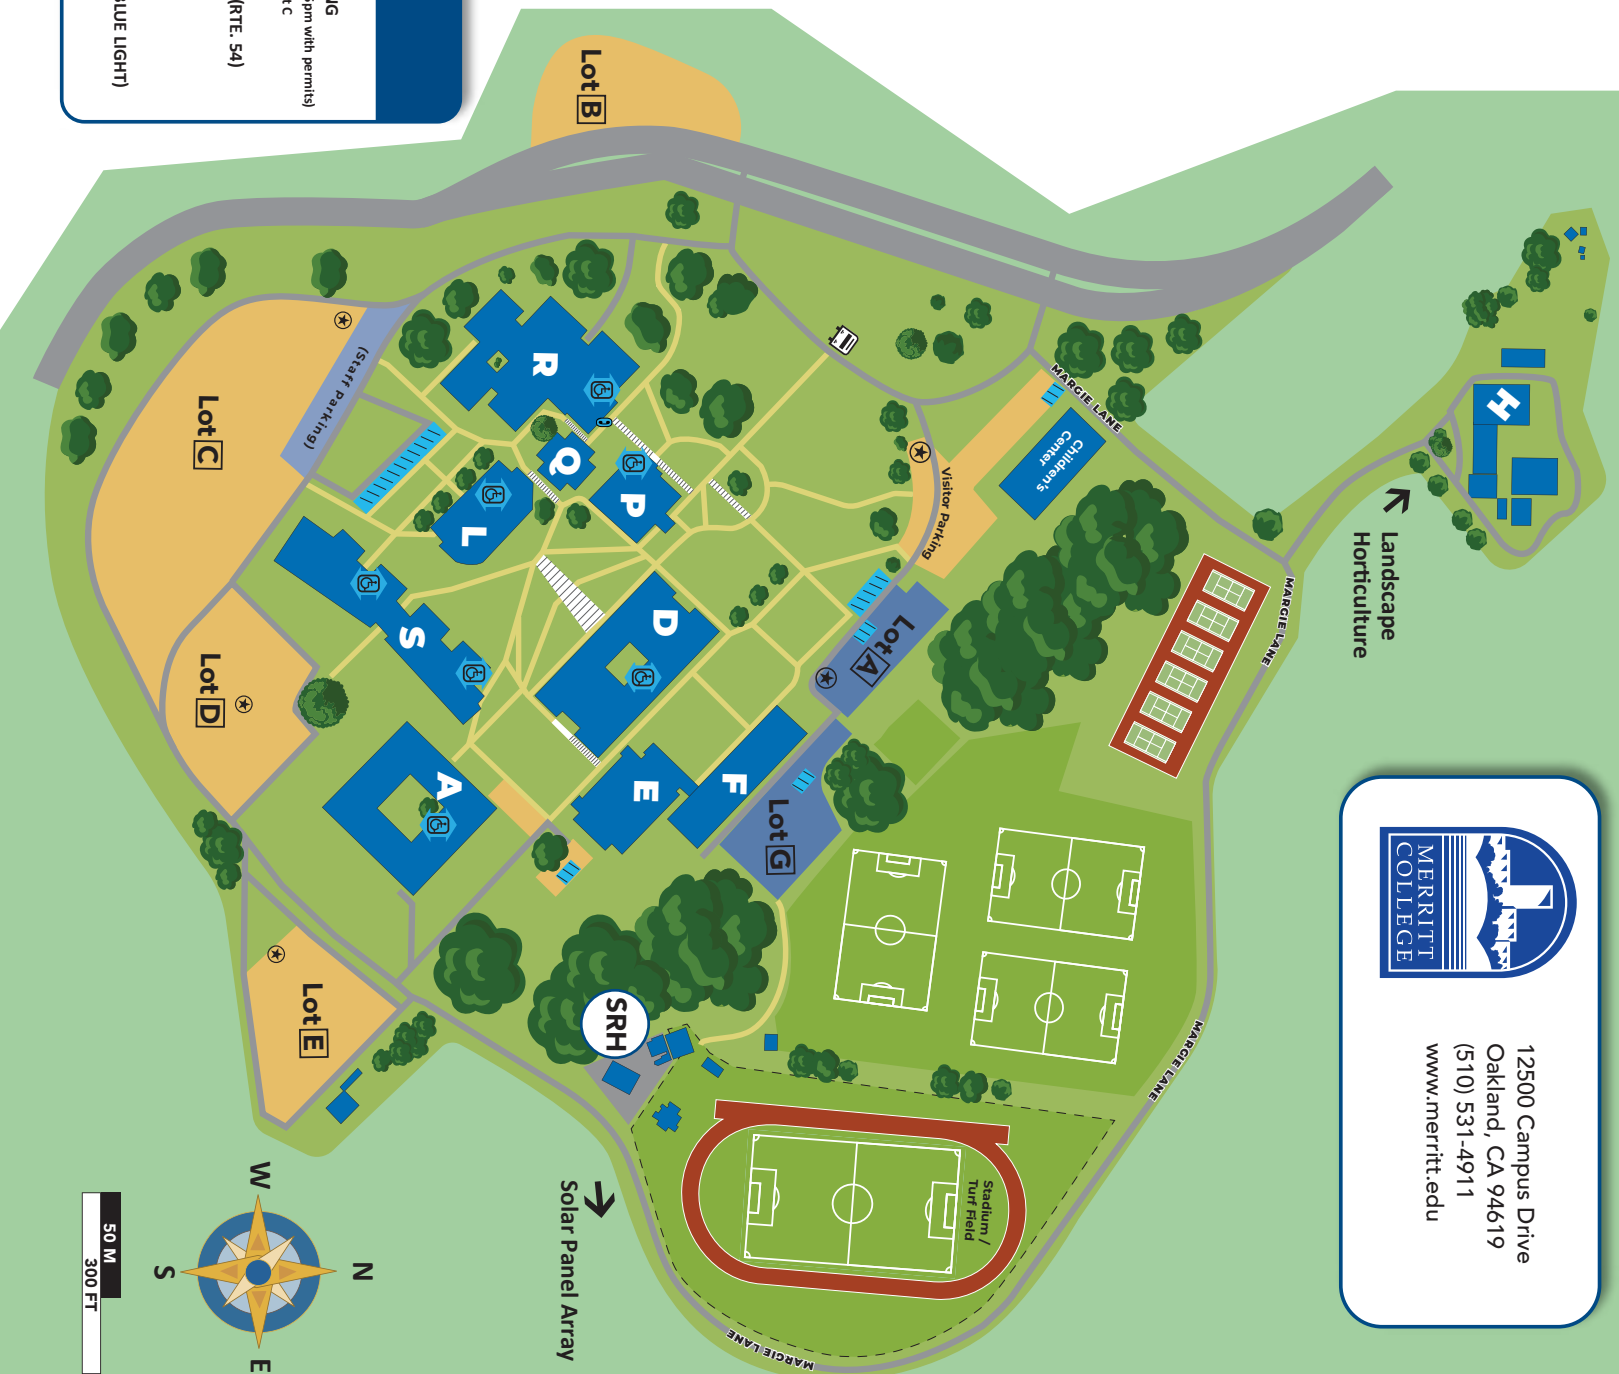 NG
5pm with permits)
t C
(RTE. 54)
BLUE LIGHT)
Lot B
H
Landscape
Horticulture
MARGIE LANE
Children's
Center
Visitor Parking
(Staff Parking)
Lot C
R
Q
P
L
S
D
Lot A
MARGIE LANE
Lot D
A
E
F
Lot G
MERRITT
COLLEGE
12500 Campus Drive
Oakland, CA 94619
(510) 531-4911
www.merritt.edu
Lot E
SRH
MARGIE LANE
Stadium /
Turf Field
Solar Panel Array
MARGIE LANE
N
W
E
S
50 M
300 FT